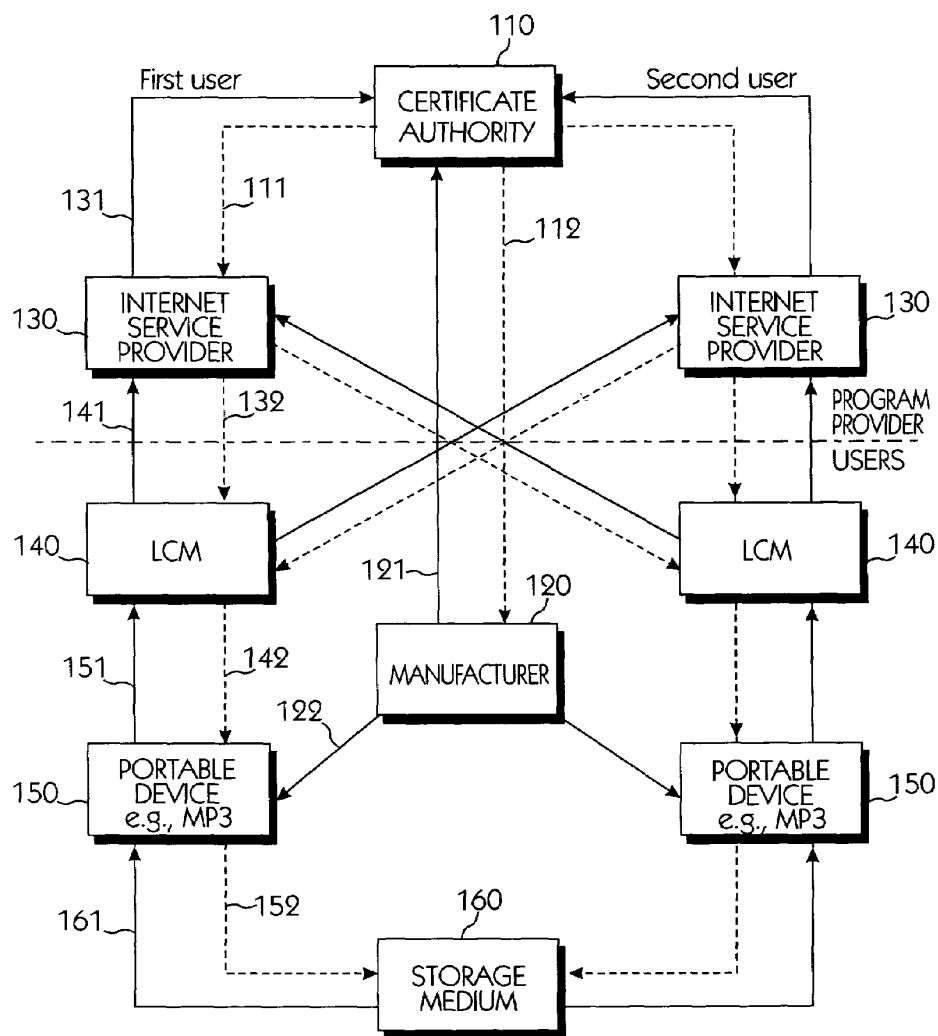 110
First user
Second user
CERTIFICATE
AUTHORITY
131
111
112
INTERNET
SERVICE
PROVIDER
130
INTERNET
SERVICE
PROVIDER
130
141
132
PROGRAM
PROVIDER
USERS
LCM
140
LCM
140
121
120
MANUFACTURER
151
142
122
PORTABLE
DEVICE
e.g., MP3
150
PORTABLE
DEVICE
e.g., MP3
150
161
152
160
STORAGE
MEDIUM